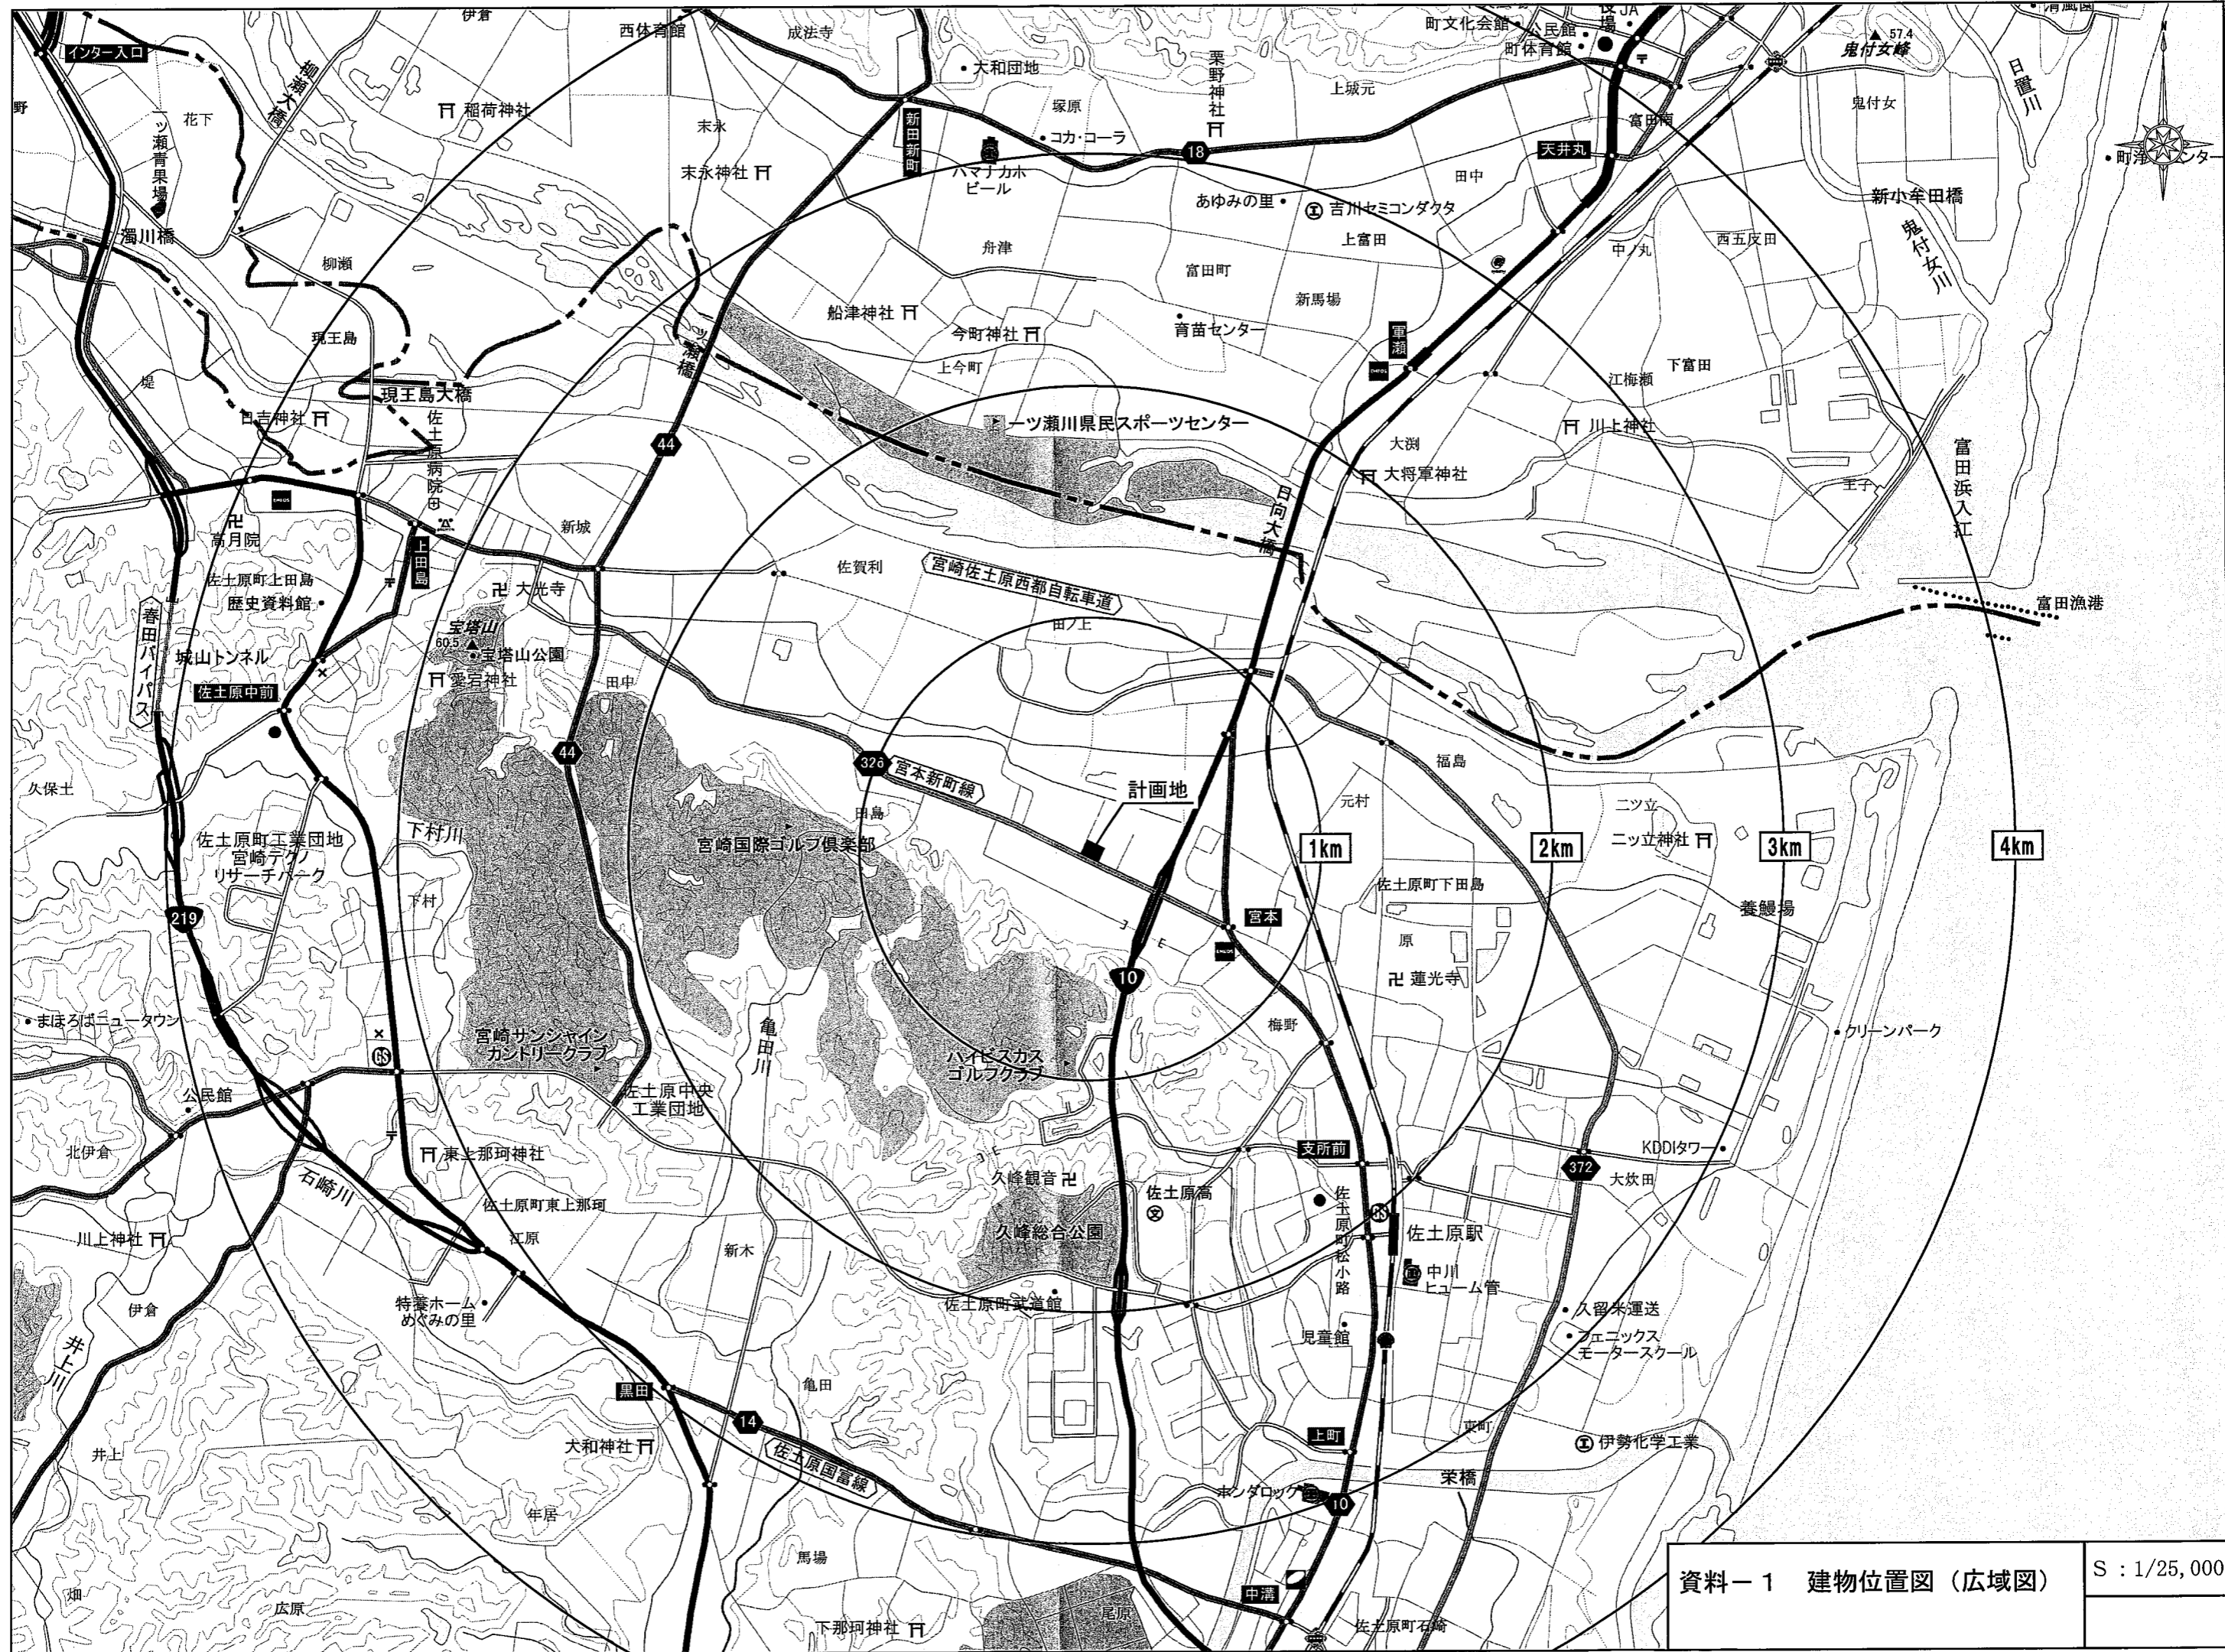 伊倉
西体育館
成法寺
大和団地
栗野神社
町文化会館
公民館
町体育館
役場
JA
清風園
57.4
鬼付女峰
日置川
インター入口
柳瀬大橋
野
花下
一ッ瀬青果場
稲荷神社
末永
新田新町
塚原
コカ・コーラ
上城元
富田南
鬼付女
18
天井丸
末永神社
ハマナカホ
ビール
あゆみの里
吉川セミコンダクタ
田中
新小牟田橋
鬼付女川
濁川橋
柳瀬
舟津
上富田
中ノ丸
西五反田
富田町
新馬場
現王島
船津神社
今町神社
育苗センター
軍瀬
上今町
堤
現王島大橋
江梅瀬
下富田
日吉神社
佐土原病院
44
一ツ瀬川県民スポーツセンター
大渕
川上神社
富田浜入江
大将軍神社
王子
日向大橋
高月院
上田島
新城
佐土原町上田島
歴史資料館
大光寺
佐賀利
宮崎佐土原西都自転車道
田ノ上
富田漁港
春田バイパス
城山トンネル
宝塔山
60.5
宝塔山公園
愛宕神社
佐土原中前
田中
44
宮本新町線
計画地
福島
久保土
下村川
田島
元村
二ツ立
二ッ立神社
佐土原町工業団地
宮崎テクノ
リサーチパーク
宮崎国際ゴルフ倶楽部
1km
2km
3km
4km
下村
佐土原町下田島
養鰻場
219
宮本
原
10
蓮光寺
まほろばニュータウン
GS
宮崎サンシャイン
カントリークラブ
亀田川
梅野
ハイビスカス
ゴルフクラブ
クリーンパーク
公民館
佐土原中央
工業団地
北伊倉
東上那珂神社
支所前
KDDIタワー
石崎川
久峰観音
佐土原高
372
大炊田
佐土原町東上那珂
川上神社
江原
新木
久峰総合公園
佐土原町松小路
佐土原駅
伊倉
井上川
特養ホーム
めぐみの里
佐土原町武道館
中川
ヒューム管
久留米運送
児童館
フェニックス
モータースクール
黒田
亀田
14
井上
大和神社
佐土原国富線
上町
東町
伊勢化学工業
栄橋
年居
ホンダロック
10
馬場
畑
広原
中溝
尾原
下那珂神社
佐土原町石崎
資料－１　建物位置図（広域図）
S：1/25,000